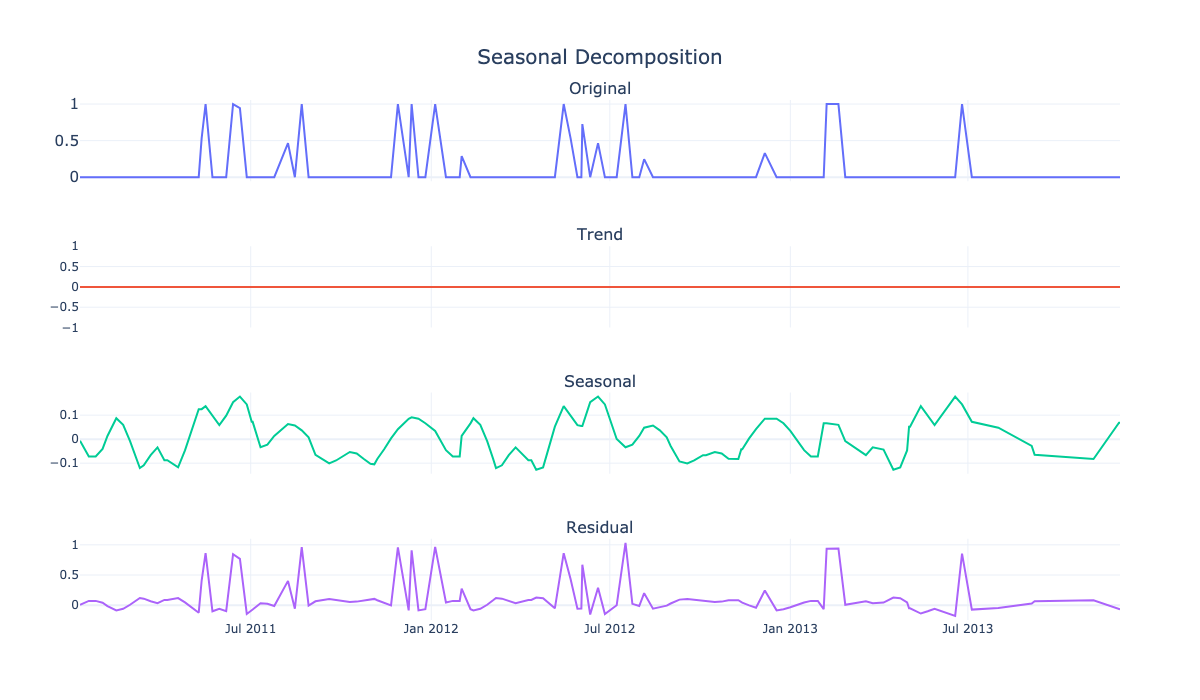 Seasonal Decomposition
Original
1
0.5
0
Trend
1
0.5
0
−0.5
−1
Seasonal
0.1
0
−0.1
Residual
1
0.5
0
Jul 2011 Jan 2012 Jul 2012 Jan 2013 Jul 2013